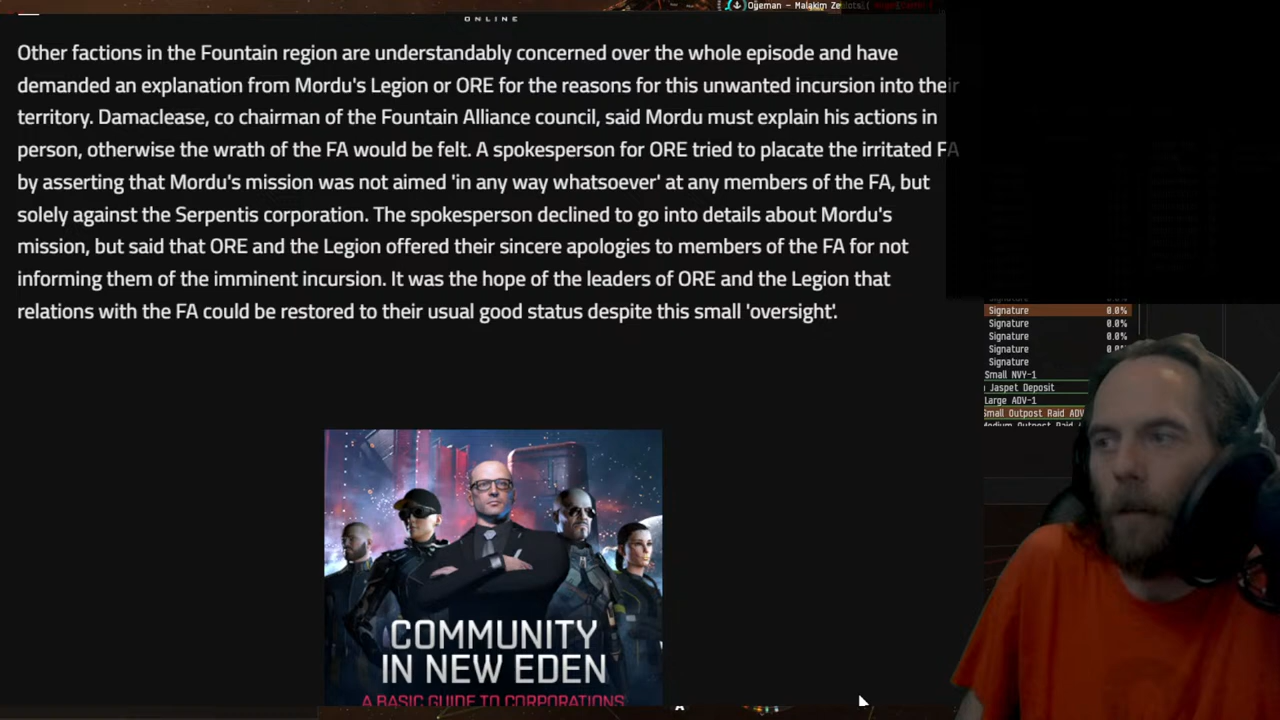 Ogeman - Malakim Zealots
ONLINE
Other factions in the Fountain region are understandably concerned over the whole episode and have
demanded an explanation from Mordu's Legion or ORE for the reasons for this unwanted incursion into their
territory. Damaclease, co chairman of the Fountain Alliance council, said Mordu must explain his actions in
person, otherwise the wrath of the FA would be felt. A spokesperson for ORE tried to placate the irritated FA
by asserting that Mordu's mission was not aimed 'in any way whatsoever' at any members of the FA, but
solely against the Serpentis corporation. The spokesperson declined to go into details about Mordu's
mission, but said that ORE and the Legion offered their sincere apologies to members of the FA for not
informing them of the imminent incursion. It was the hope of the leaders of ORE and the Legion that
relations with the FA could be restored to their usual good status despite this small 'oversight'.
Signature 0.0%
Signature 0.0%
Signature 0.0%
Signature
Signature
Small NVY-1
Jaspet Deposit
Large ADV-1
Small Outpost Raid ADV
Medium Outpost Raid
COMMUNITY
IN NEW EDEN
A BASIC GUIDE TO CORPORATIONS